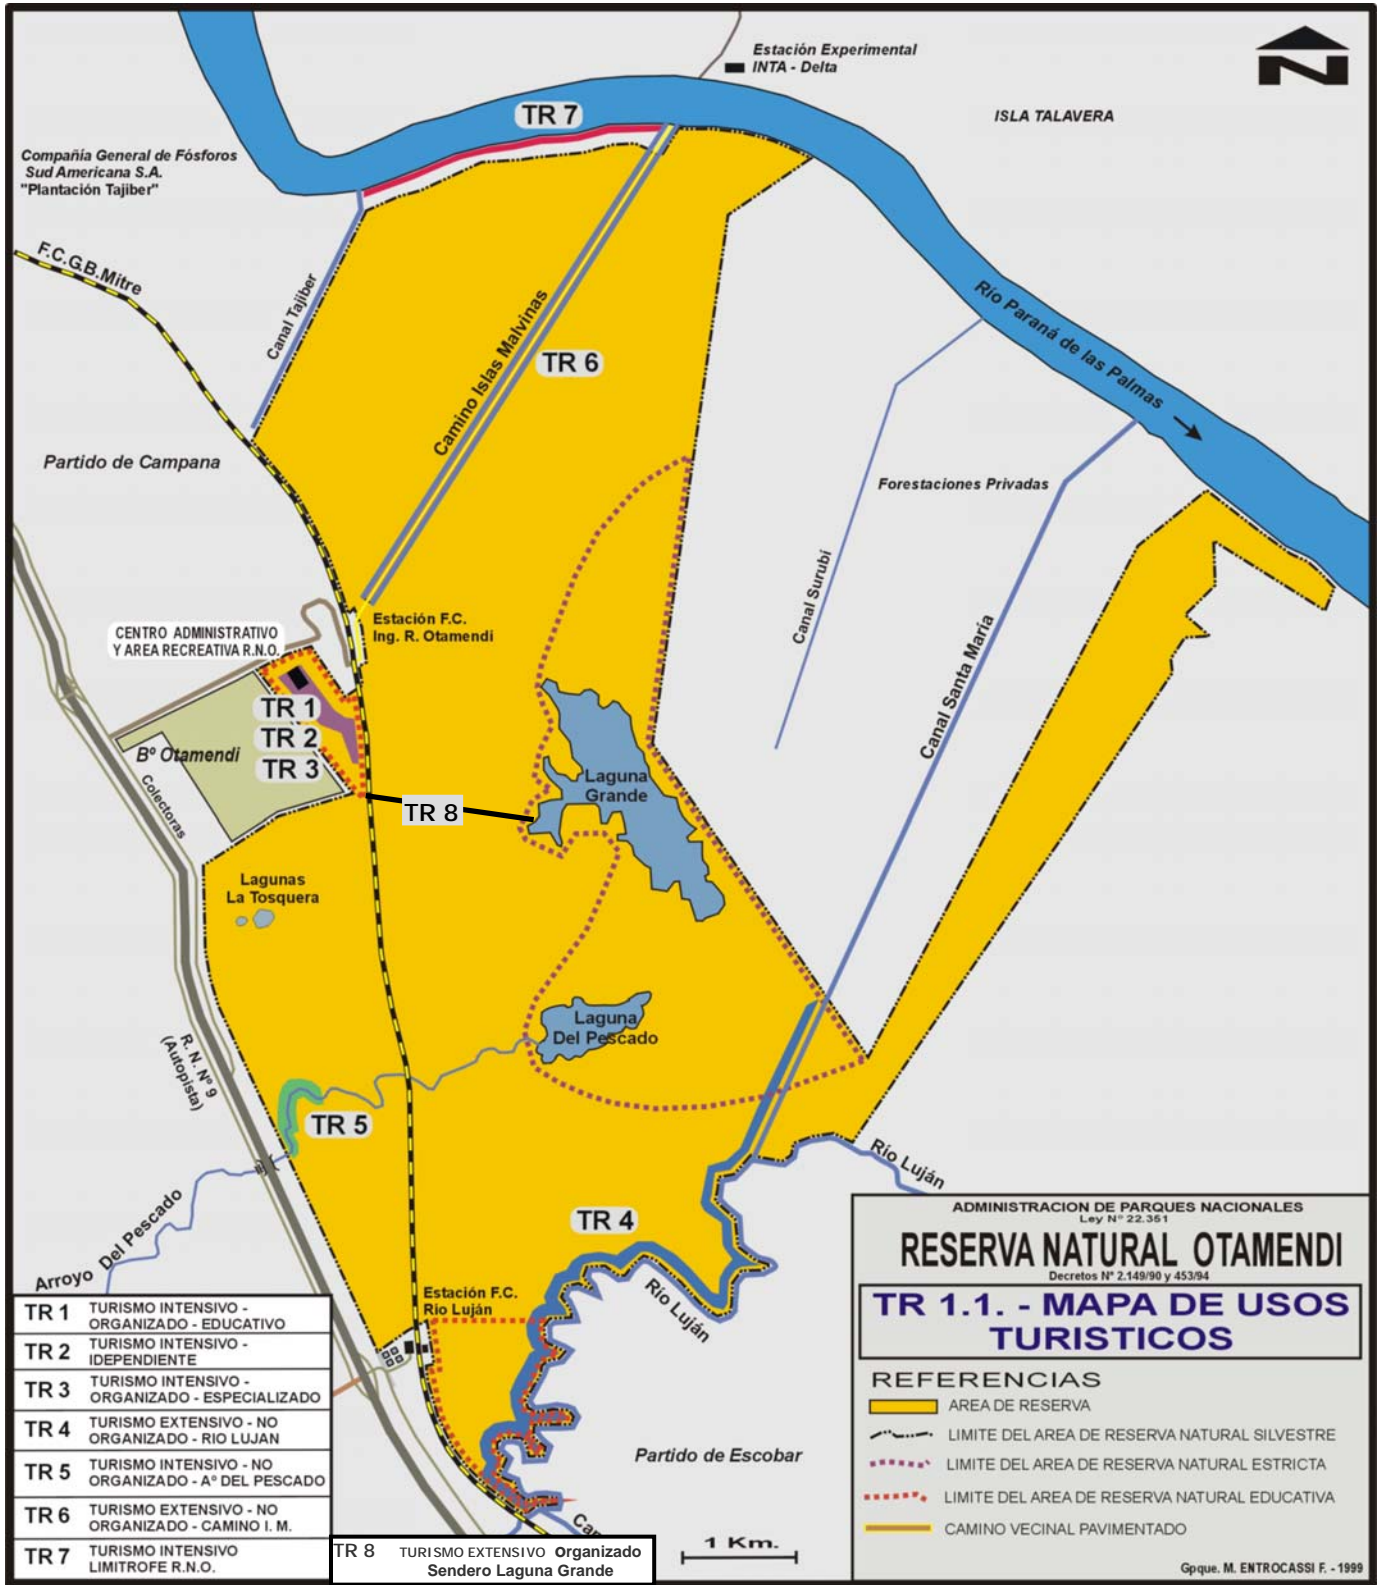 Estación Experimental
INTA - Delta
ISLA TALAVERA
TR 7
Compañía General de Fósforos
Sud Americana S.A.
"Plantación Tajiber"
F.C.G.B.Mitre
Canal Tajiber
Camino Islas Malvinas
TR 6
Río Paraná de las Palmas
Partido de Campana
Forestaciones Privadas
Canal Surubí
Canal Santa María
Estación F.C.
Ing. R. Otamendi
CENTRO ADMINISTRATIVO
Y AREA RECREATIVA R.N.O.
TR 1
TR 2
TR 3
Bº Otamendi
Colectoras
Laguna
Grande
TR 8
Lagunas
La Tosquera
Laguna
Del Pescado
R. N. Nº 9
(Autopista)
TR 5
Arroyo Del Pescado
TR 4
Río Luján
Río Luján
Estación F.C.
Río Luján
Partido de Escobar
1 Km.
N
TR 1 TURISMO INTENSIVO -
ORGANIZADO - EDUCATIVO
TR 2 TURISMO INTENSIVO -
IDEPENDIENTE
TR 3 TURISMO INTENSIVO -
ORGANIZADO - ESPECIALIZADO
TR 4 TURISMO EXTENSIVO - NO
ORGANIZADO - RIO LUJAN
TR 5 TURISMO INTENSIVO - NO
ORGANIZADO - Aº DEL PESCADO
TR 6 TURISMO EXTENSIVO - NO
ORGANIZADO - CAMINO I. M.
TR 7 TURISMO INTENSIVO
LIMITROFE R.N.O.
TR 8 TURISMO EXTENSIVO Organizado
Sendero Laguna Grande
ADMINISTRACION DE PARQUES NACIONALES
Ley Nº 22.351
RESERVA NATURAL OTAMENDI
Decretos Nº 2.149/90 y 453/94
TR 1.1. - MAPA DE USOS
TURISTICOS
REFERENCIAS
AREA DE RESERVA
LIMITE DEL AREA DE RESERVA NATURAL SILVESTRE
LIMITE DEL AREA DE RESERVA NATURAL ESTRICTA
LIMITE DEL AREA DE RESERVA NATURAL EDUCATIVA
CAMINO VECINAL PAVIMENTADO
Gpque. M. ENTROCASSI F. - 1999